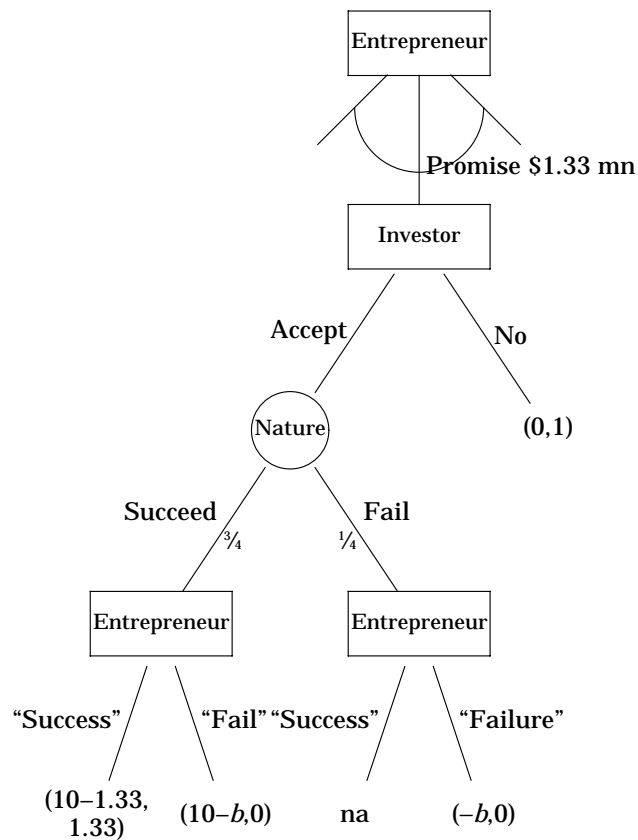 Entrepreneur
Promise $1.33 mn
Investor
Accept
No
Nature
(0,1)
Succeed
Fail
¾
¼
Entrepreneur
Entrepreneur
“Success”
“Fail”
“Success”
“Failure”
(10–1.33,
1.33)
(10–b,0)
na
(–b,0)